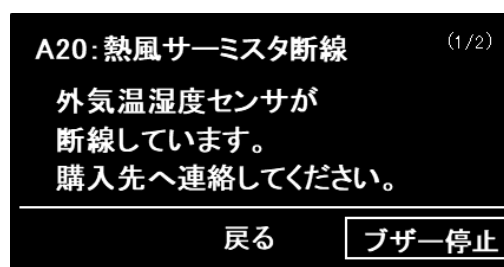 A20:熱風サーミスタ断線 (1/2)
外気温湿度センサが
断線しています。
購入先へ連絡してください。
戻る ブザー停止